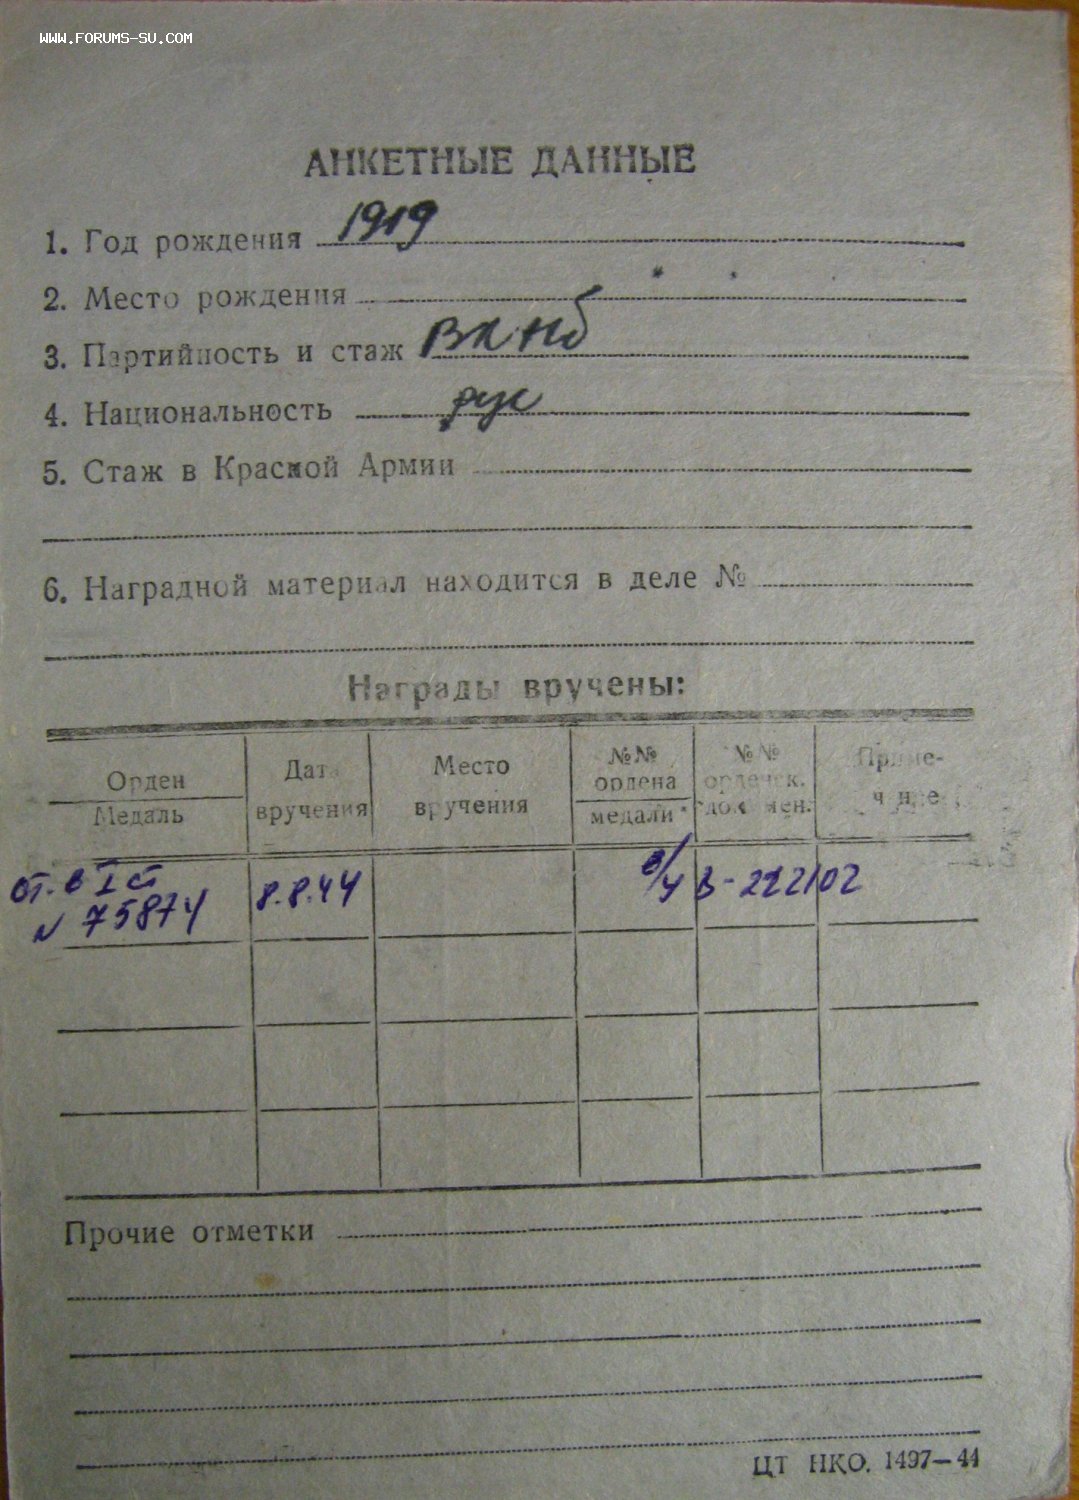 WWW.FORUMS-SU.COM
АНКЕТНЫЕ ДАННЫЕ
1. Год рождения 1919
2. Место рождения
3. Партийность и стаж ВКПб
4. Национальность рус
5. Стаж в Красной Армии
6. Наградной материал находится в деле №
Награды вручены:
Орден Медаль
Дата вручения
Место вручения
№№ ордена медали
№№ орденск. докумен.
Приме-чание
От. в I ст 8.8.44 в/у В-222102
N 75874
Прочие отметки
ЦТ НКО. 1497—44